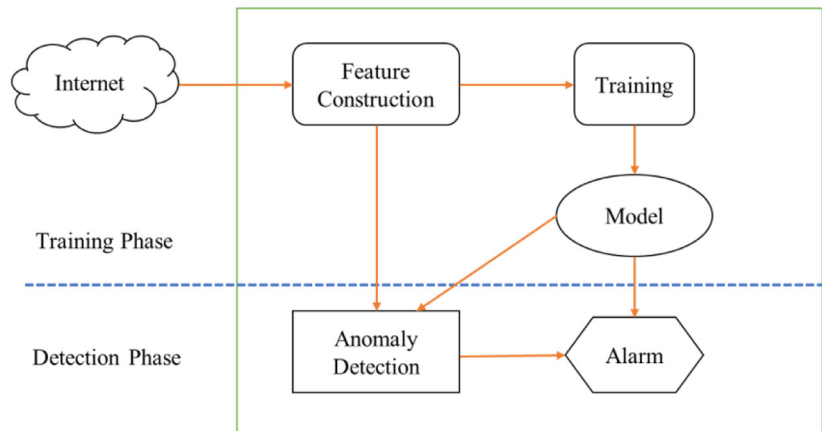 Internet
Feature
Construction
Training
Model
Training Phase
Detection Phase
Anomaly
Detection
Alarm